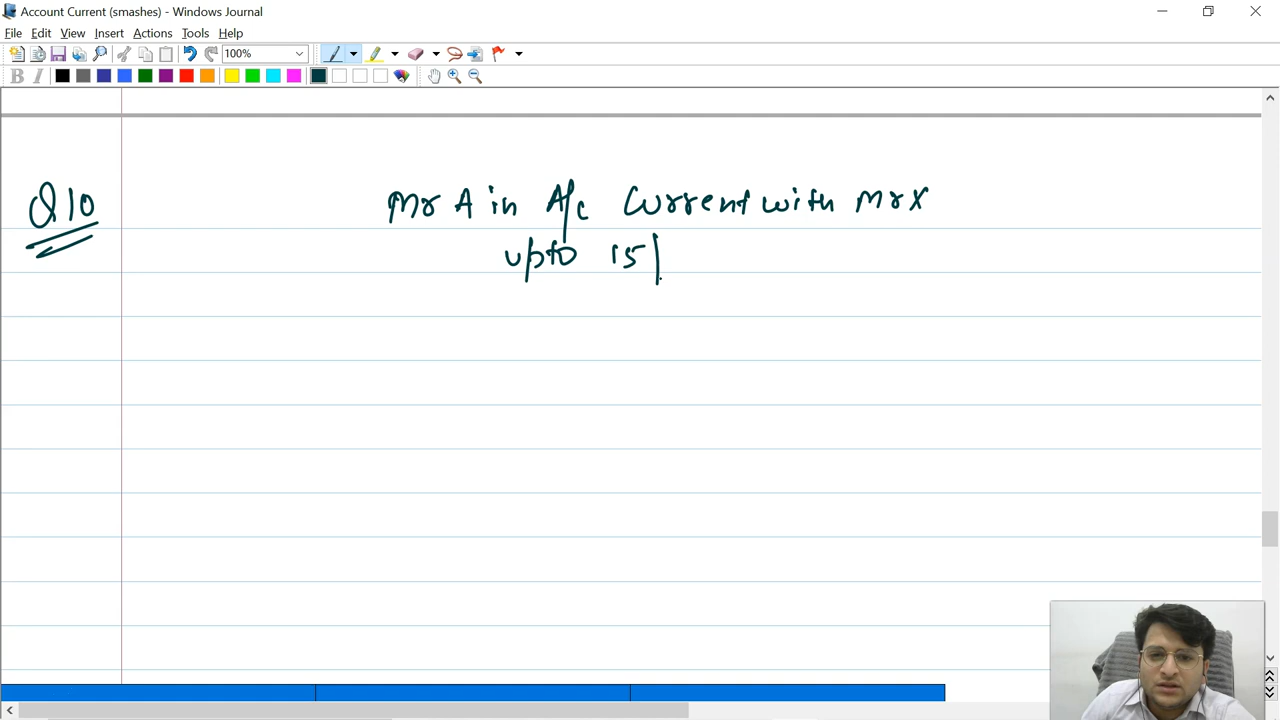 Account Current (smashes) - Windows Journal
File Edit View Insert Actions Tools Help
100%
B I
Q10
Mr A in A/c Current with Mr X
upto 15/